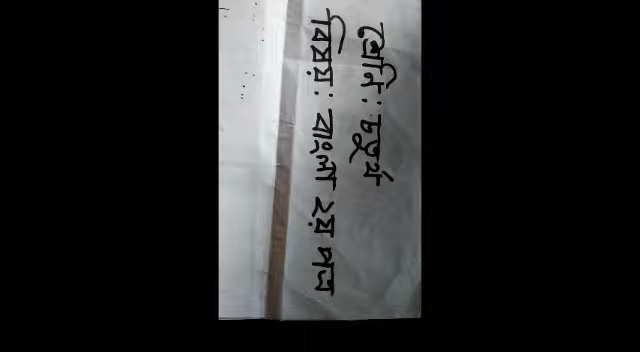 শ্রেনি : চতুর্থ
বিষয় : বাংলা ২য় পত্র